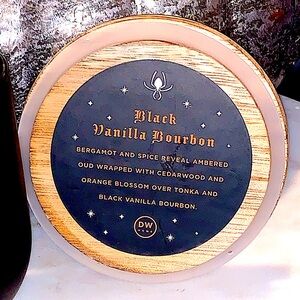 Black
Vanilla Bourbon
BERGAMOT AND SPICE REVEAL AMBERED
OUD WRAPPED WITH CEDARWOOD AND
ORANGE BLOSSOM OVER TONKA AND
BLACK VANILLA BOURBON.
DW
HOME